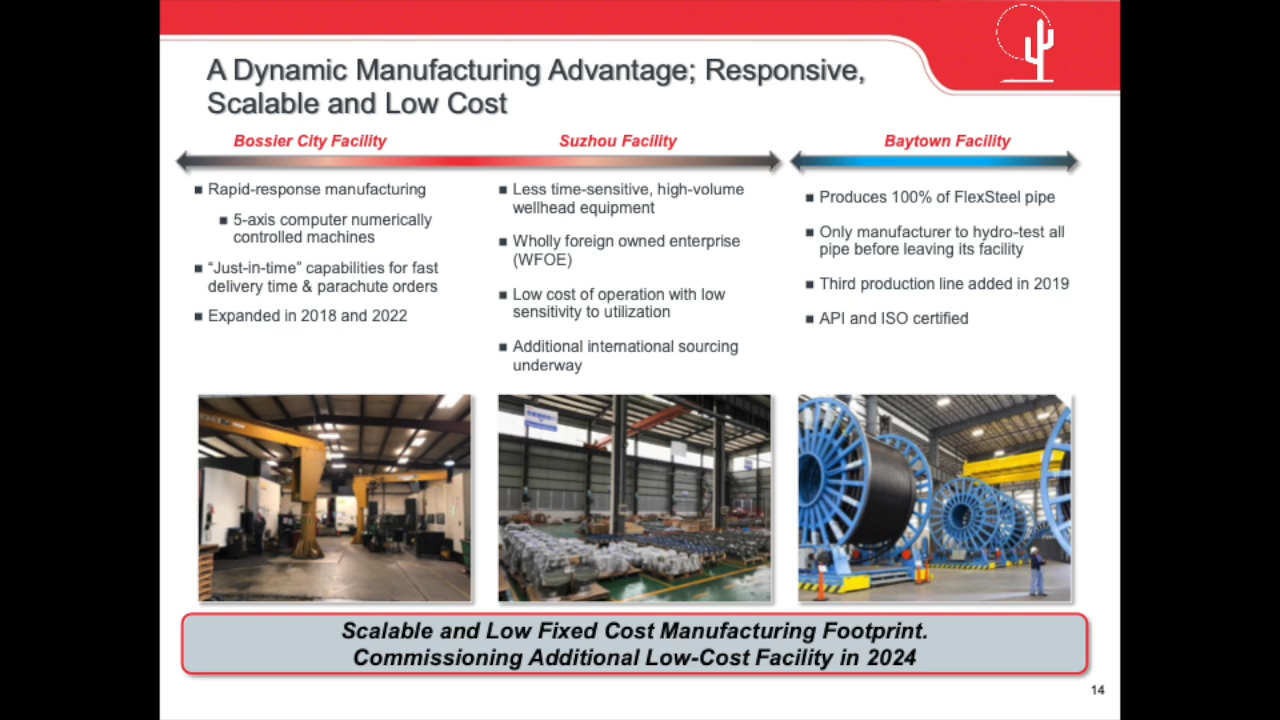 A Dynamic Manufacturing Advantage; Responsive,
Scalable and Low Cost
Bossier City Facility
Rapid-response manufacturing
5-axis computer numerically
controlled machines
“Just-in-time” capabilities for fast
delivery time & parachute orders
Expanded in 2018 and 2022
Suzhou Facility
Less time-sensitive, high-volume
wellhead equipment
Wholly foreign owned enterprise
(WFOE)
Low cost of operation with low
sensitivity to utilization
Additional international sourcing
underway
Baytown Facility
Produces 100% of FlexSteel pipe
Only manufacturer to hydro-test all
pipe before leaving its facility
Third production line added in 2019
API and ISO certified
Scalable and Low Fixed Cost Manufacturing Footprint.
Commissioning Additional Low-Cost Facility in 2024
14